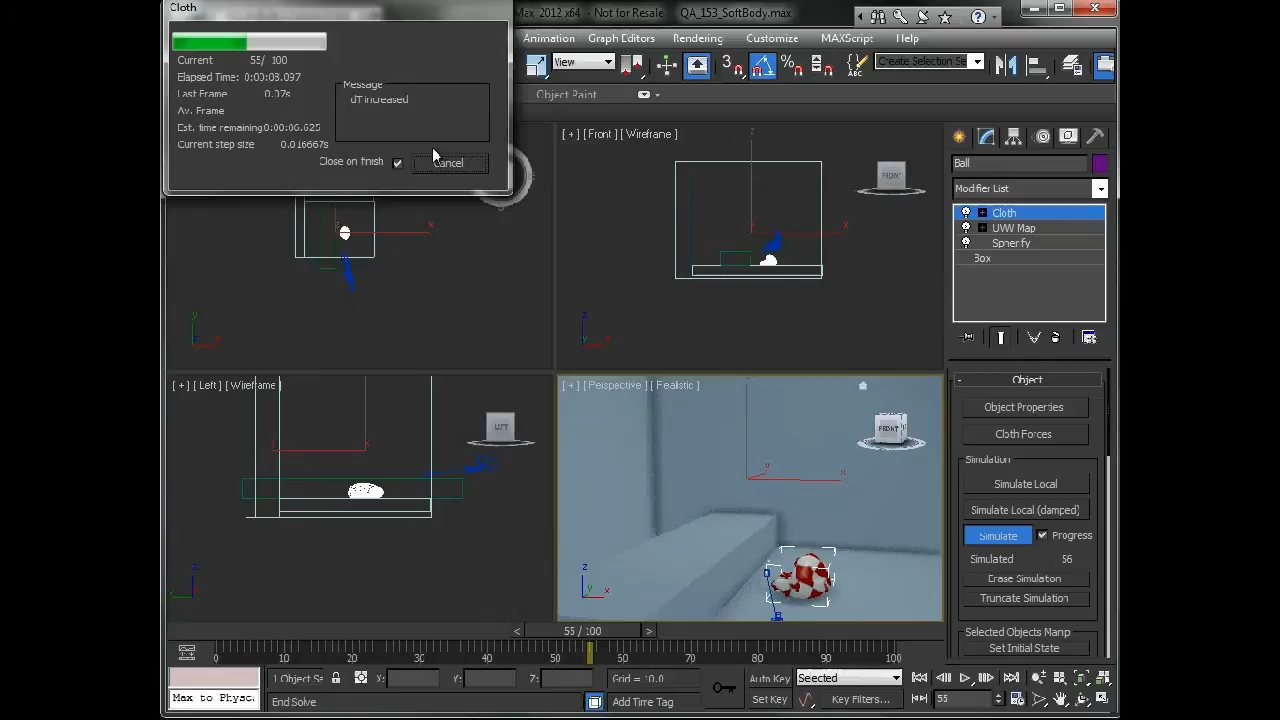 Cloth
Max 2012 x64 - Not for Resale QA_153_SoftBody.max
Animation Graph Editors Rendering Customize MAXScript Help
View
3
Create Selection Se
Object Paint
Current 55/ 100
Elapsed Time: 0:00:08.097
Last Frame 0.07s
Av. Frame
Est. time remaining 0:00:06.625
Current step size 0.016667s
Message
dT increased
Close on finish
Cancel
[ + ] [ Front ] [ Wireframe ]
FRONT
Ball
Modifier List
Cloth
UVW Map
Spherify
Box
[ + ] [ Left ] [ Wireframe ]
LEFT
[ + ] [ Perspective ] [ Realistic ]
FRONT
Object
Object Properties
Cloth Forces
Simulation
Simulate Local
Simulate Local (damped)
Simulate
Progress
Simulated 56
Erase Simulation
Truncate Simulation
Selected Objects Manip
Set Initial State
55 / 100
0 10 20 30 40 50 60 70 80 90 100
1 Object Se X: Y: Z: Grid = 10.0 Auto Key Selected
Max to Physc. End Solve Add Time Tag Set Key Key Filters... 55